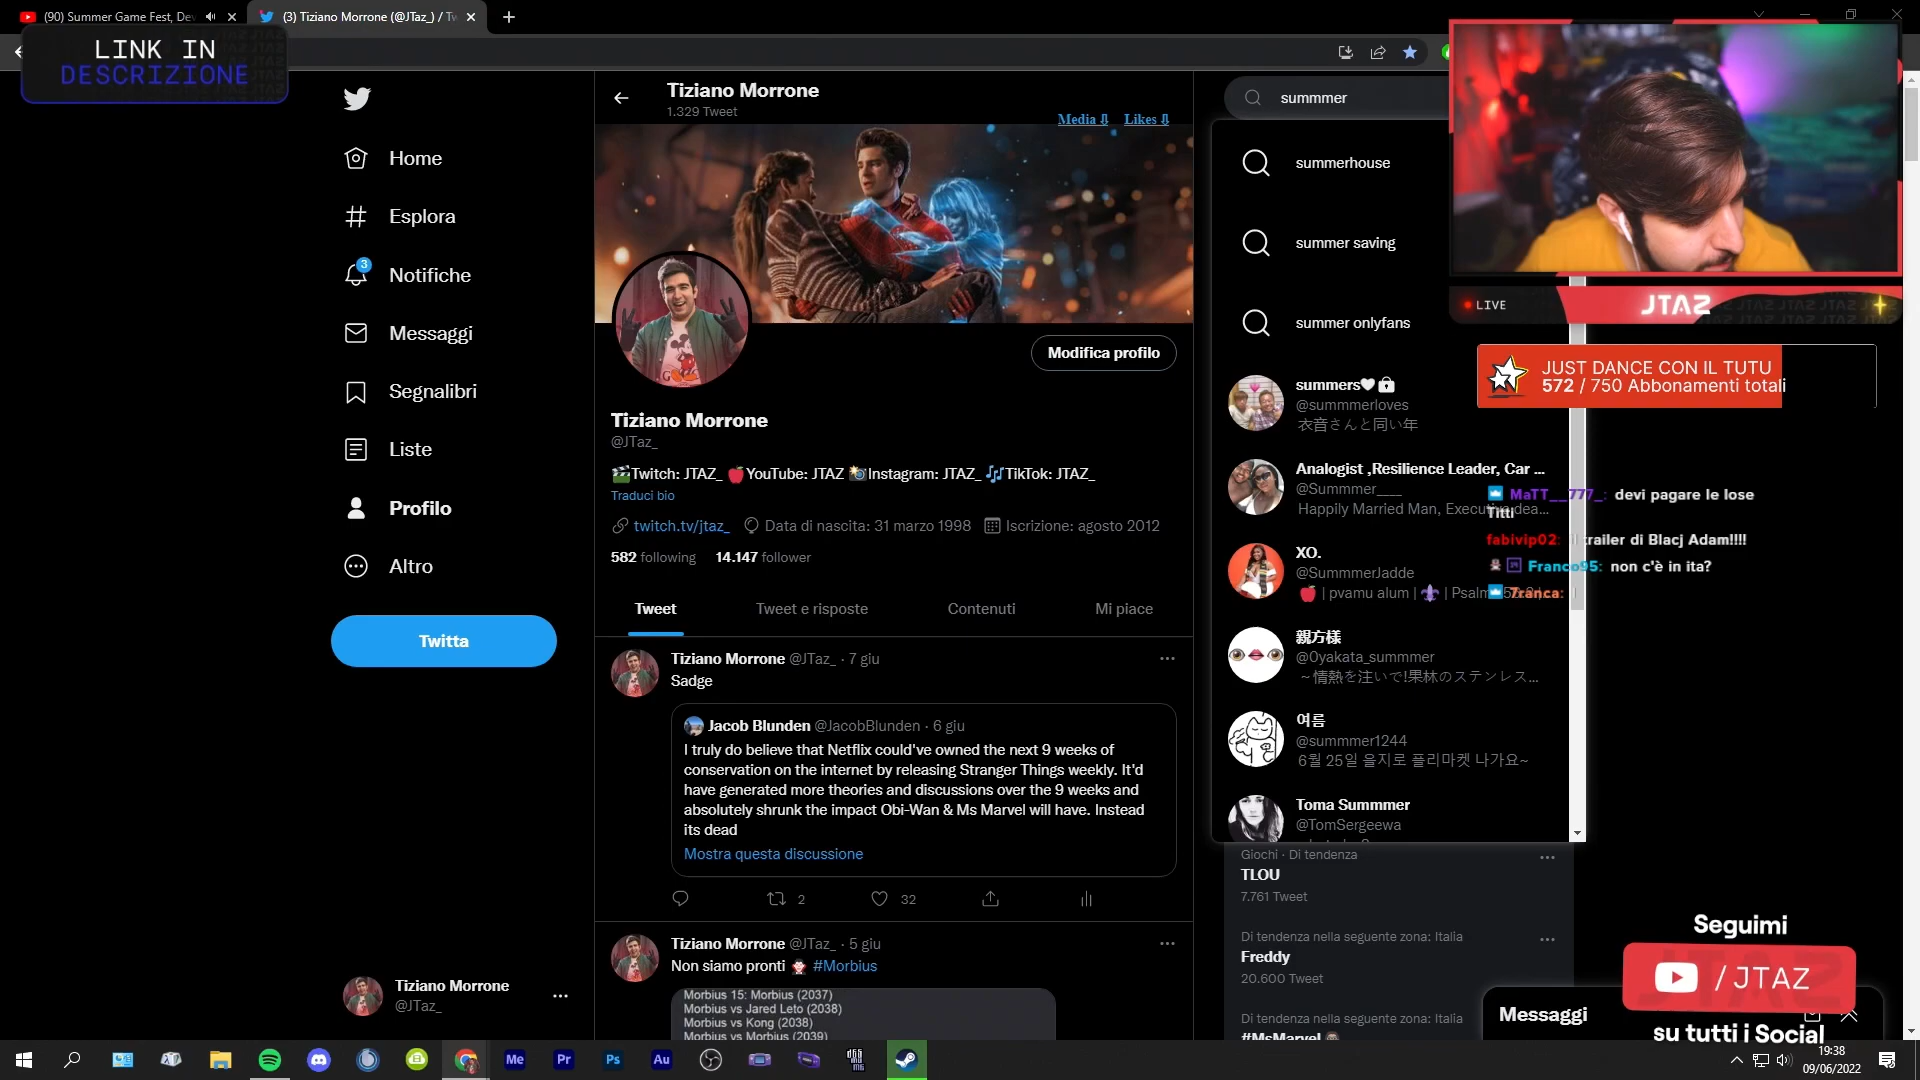 (90) Summer Game Fest, De
(3) Tiziano Morrone (@JTaz_) / Tw
LINK IN
DESCRIZIONE
Home
Esplora
3
Notifiche
Messaggi
Segnalibri
Liste
Profilo
Altro
Twitta
Tiziano Morrone
@JTaz_
Tiziano Morrone
1.329 Tweet
Media ⇩ Likes ⇩
Modifica profilo
Tiziano Morrone
@JTaz_
🎬Twitch: JTAZ_ 🍎YouTube: JTAZ 📸Instagram: JTAZ_ 🎶TikTok: JTAZ_
Traduci bio
twitch.tv/jtaz_ Data di nascita: 31 marzo 1998 Iscrizione: agosto 2012
582 following 14.147 follower
Tweet Tweet e risposte Contenuti Mi piace
Tiziano Morrone @JTaz_ · 7 giu
Sadge
Jacob Blunden @JacobBlunden · 6 giu
I truly do believe that Netflix could've owned the next 9 weeks of
conservation on the internet by releasing Stranger Things weekly. It'd
have generated more theories and discussions over the 9 weeks and
absolutely shrunk the impact Obi-Wan & Ms Marvel will have. Instead
its dead
Mostra questa discussione
2 32
Tiziano Morrone @JTaz_ · 5 giu
Non siamo pronti 🧛🏻 #Morbius
Morbius 15: Morbius (2037)
Morbius vs Jared Leto (2038)
Morbius vs Kong (2038)
Morbius vs Morbius (2039)
summmer
summerhouse
summer saving
summer onlyfans
summers🤍
@summmerloves
衣音さんと同い年
Analogist ,Resilience Leader, Car ...
@Summmer____
Happily Married Man, Executive dea...
XO.
@SummmerJadde
🍎 | pvamu alum | ⚜ | Psalm
親方様
@0yakata_summmer
～情熱を注いで!果林のステンレス...
여름
@summmer1244
6월 25일 을지로 플리마켓 나가요~
Toma Summmer
@TomSergeewa
Giochi · Di tendenza
TLOU
7.761 Tweet
Di tendenza nella seguente zona: Italia
Freddy
20.600 Tweet
Di tendenza nella seguente zona: Italia
#MsMarvel
LIVE
JTAZ
JUST DANCE CON IL TUTU
572 / 750 Abbonamenti totali
MaTT__777_: devi pagare le lose
Titti
fabivip02: il trailer di Blacj Adam!!!!
Franco95: non c'è in ita?
7ranca:
Seguimi
/JTAZ
Messaggi
su tutti i Social
Me Pr Ps Au
19:38
09/06/2022